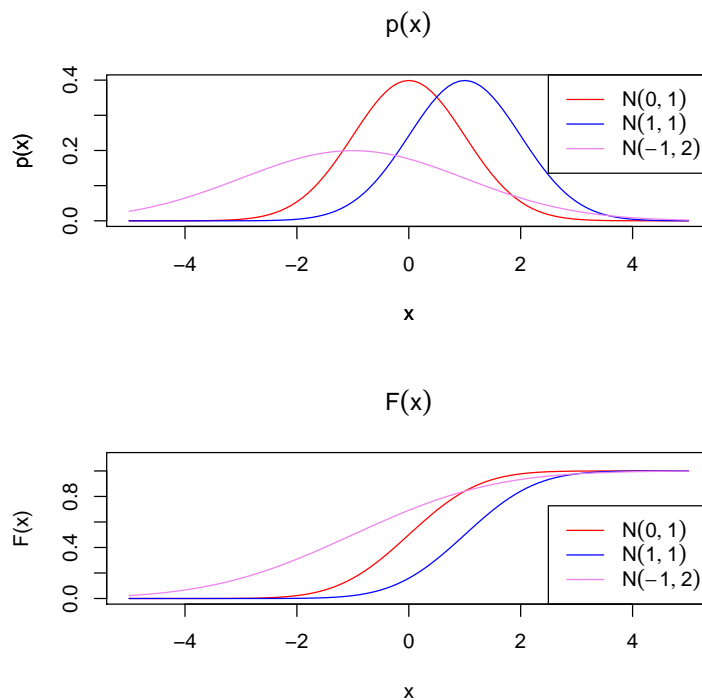 p(x)
p(x)
0.4
0.2
0.0
N(0, 1)
N(1, 1)
N(−1, 2)
−4 −2 0 2 4
x
F(x)
F(x)
0.8
0.4
0.0
N(0, 1)
N(1, 1)
N(−1, 2)
−4 −2 0 2 4
x